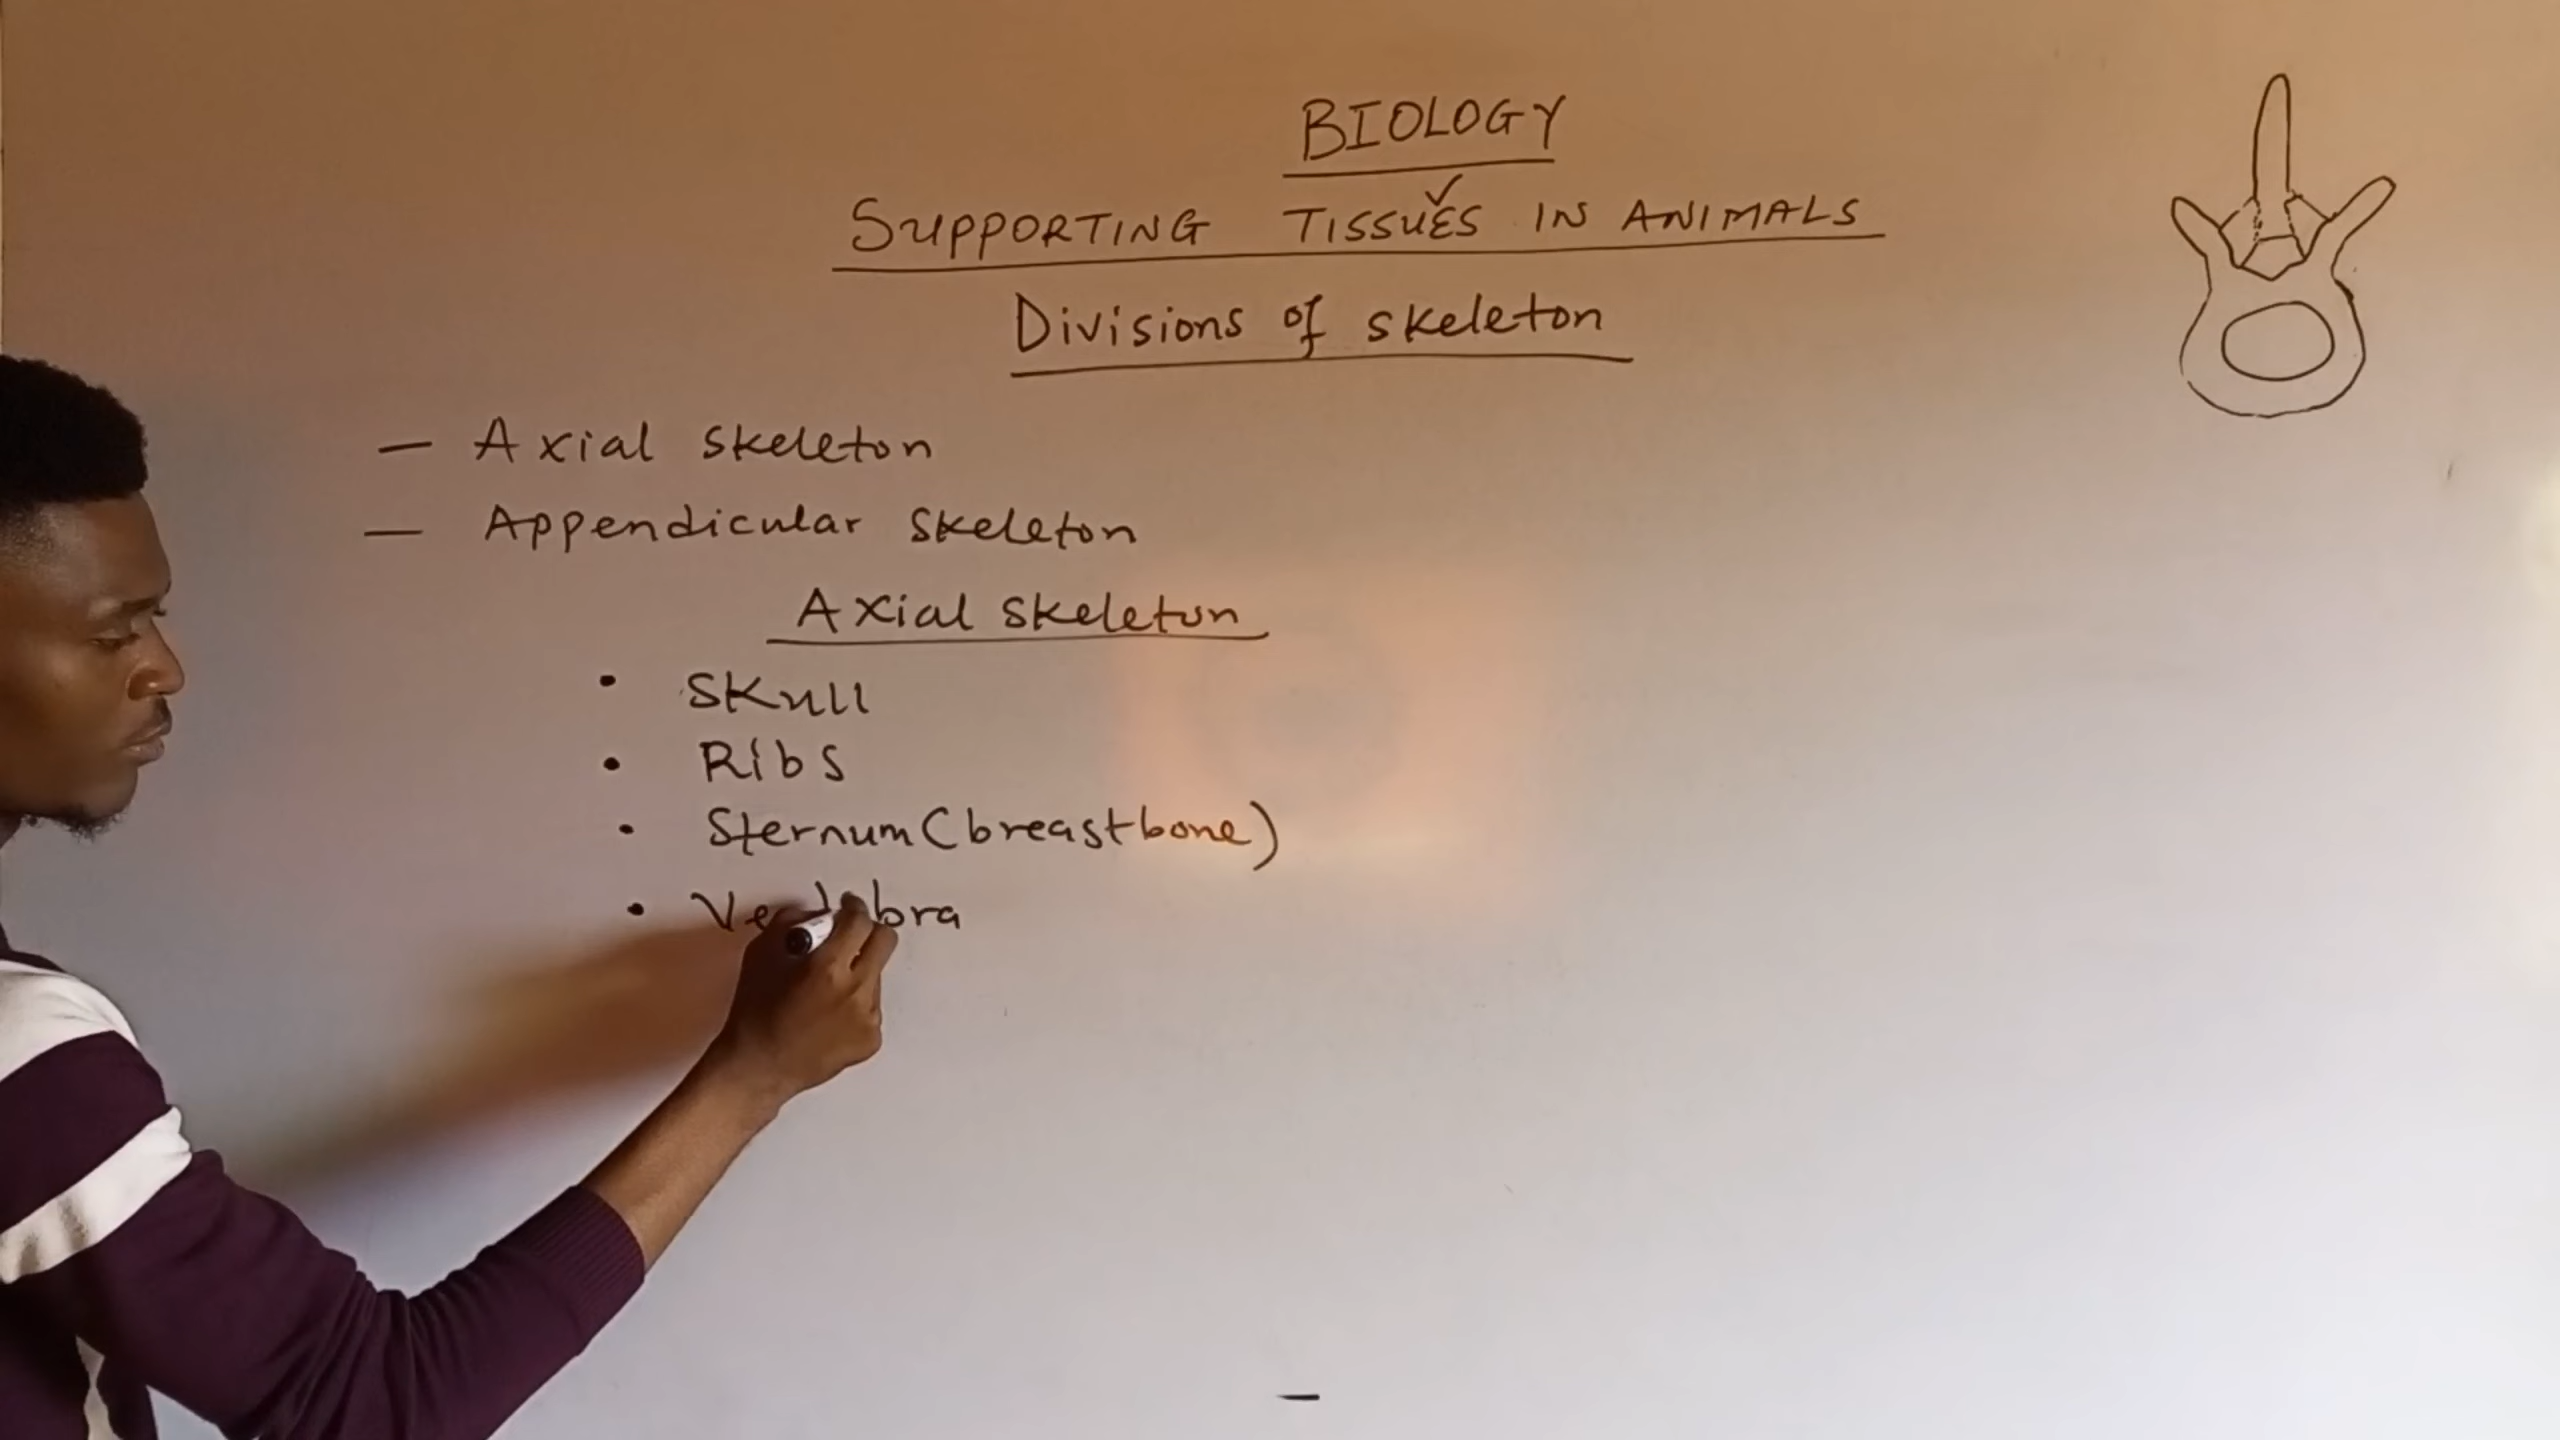 BIOLOGY
SUPPORTING TISSUES IN ANIMALS
Divisions of skeleton
— Axial skeleton
— Appendicular skeleton
Axial skeleton
• Skull
• Ribs
• Sternum (breastbone)